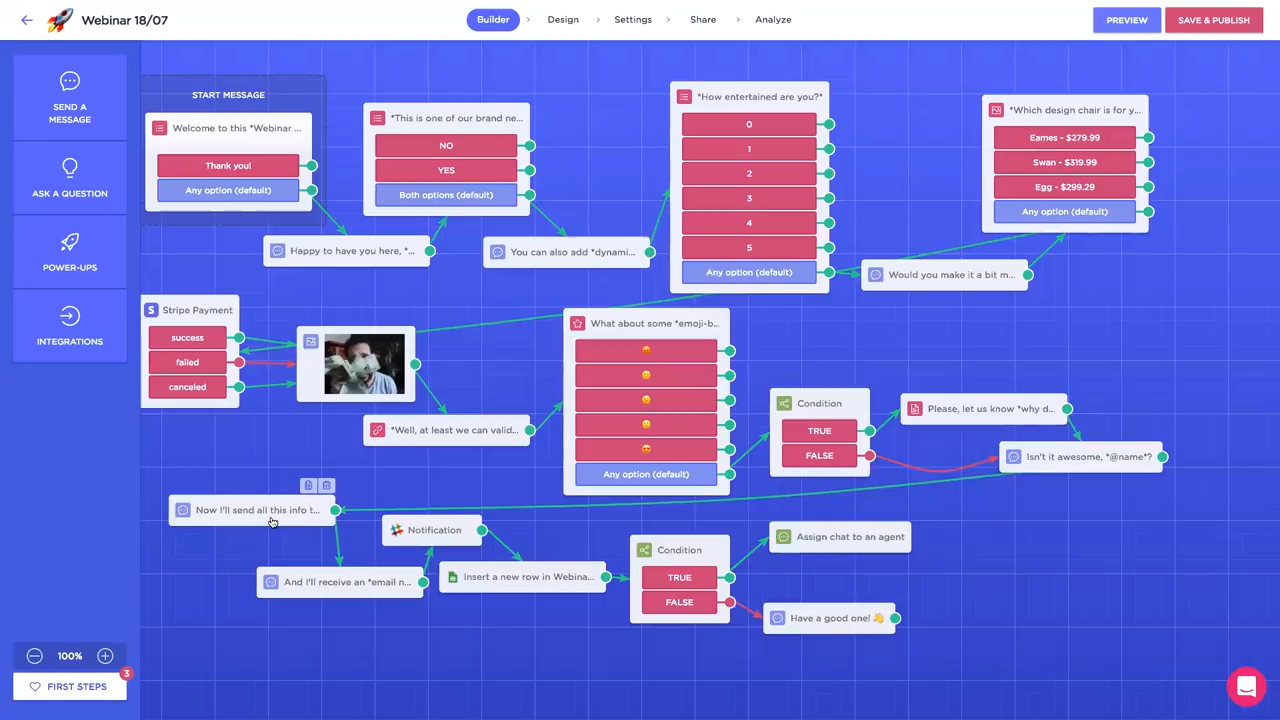 Webinar 18/07
Builder
Design
Settings
Share
Analyze
PREVIEW
SAVE & PUBLISH
SEND A
MESSAGE
ASK A QUESTION
POWER-UPS
INTEGRATIONS
START MESSAGE
Welcome to this *Webinar ...
Thank you!
Any option (default)
Happy to have you here, *...
*This is one of our brand ne...
NO
YES
Both options (default)
You can also add *dynami...
*How entertained are you?*
0
1
2
3
4
5
Any option (default)
Would you make it a bit m...
*Which design chair is for y...
Eames - $279.99
Swan - $319.99
Egg - $299.29
Any option (default)
S Stripe Payment
success
failed
canceled
*Well, at least we can valid...
What about some *emoji-b...
Any option (default)
Condition
TRUE
FALSE
Please, let us know *why d...
Isn't it awesome, *@name*?
Now I'll send all this info t...
And I'll receive an *email n...
Notification
Insert a new row in Webina...
Condition
TRUE
FALSE
Assign chat to an agent
Have a good one! 👋
100%
FIRST STEPS
3